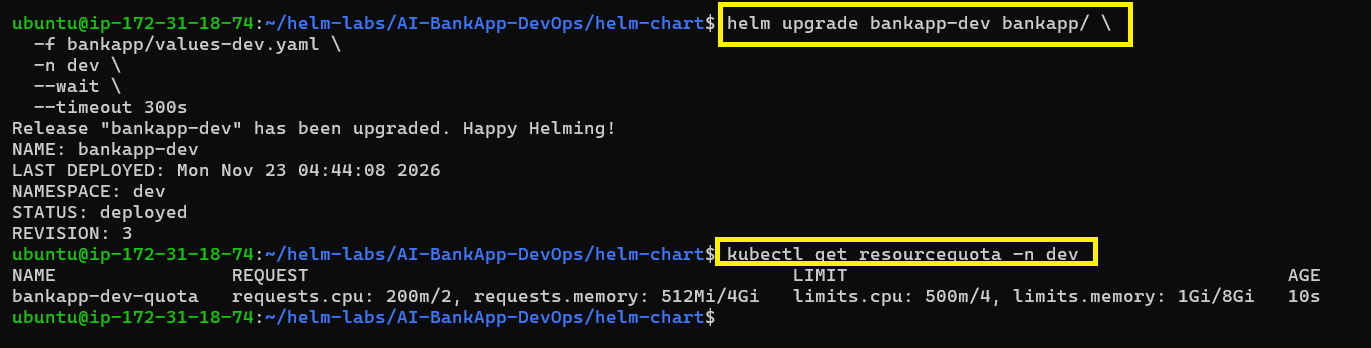 ubuntu@ip-172-31-18-74:~/helm-labs/AI-BankApp-DevOps/helm-chart$ helm upgrade bankapp-dev bankapp/ \
  -f bankapp/values-dev.yaml \
  -n dev \
  --wait \
  --timeout 300s
Release "bankapp-dev" has been upgraded. Happy Helming!
NAME: bankapp-dev
LAST DEPLOYED: Mon Nov 23 04:44:08 2026
NAMESPACE: dev
STATUS: deployed
REVISION: 3
ubuntu@ip-172-31-18-74:~/helm-labs/AI-BankApp-DevOps/helm-chart$ kubectl get resourcequota -n dev
NAME                REQUEST                                              LIMIT                                         AGE
bankapp-dev-quota   requests.cpu: 200m/2, requests.memory: 512Mi/4Gi   limits.cpu: 500m/4, limits.memory: 1Gi/8Gi   10s
ubuntu@ip-172-31-18-74:~/helm-labs/AI-BankApp-DevOps/helm-chart$